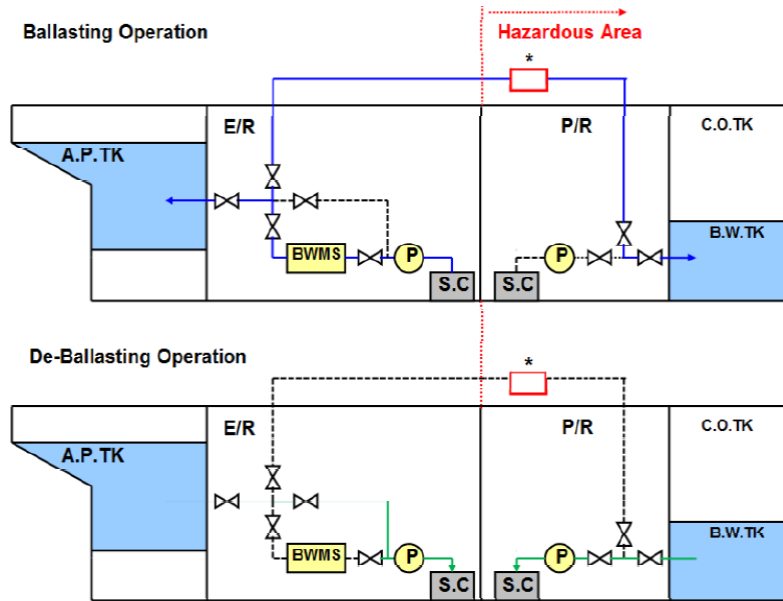 Ballasting Operation
Hazardous Area
*
E/R
P/R
C.O.TK
A.P.TK
B.W.TK
BWMS
P
P
S.C
S.C
De-Ballasting Operation
*
E/R
P/R
C.O.TK
A.P.TK
B.W.TK
BWMS
P
P
S.C
S.C